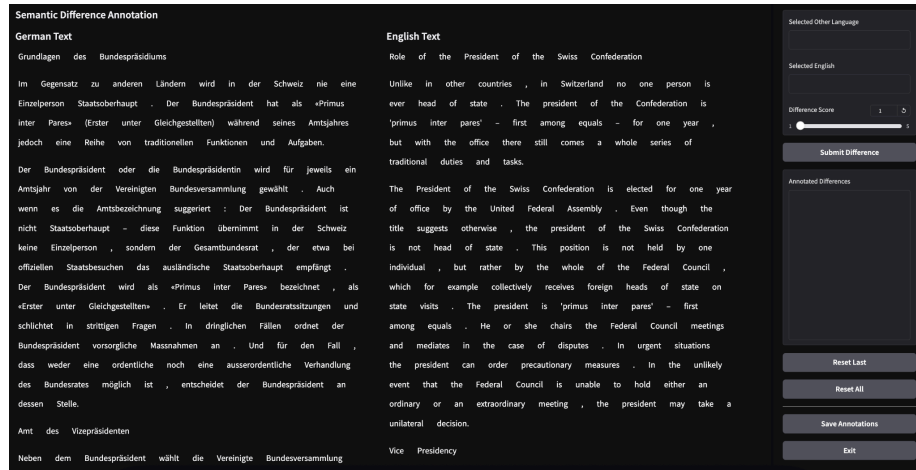 Semantic Difference Annotation
German Text
Grundlagen des Bundespräsidiums
Im Gegensatz zu anderen Ländern wird in der Schweiz nie eine
Einzelperson Staatsoberhaupt . Der Bundespräsident hat als «Primus
inter Pares» (Erster unter Gleichgestellten) während seines Amtsjahres
jedoch eine Reihe von traditionellen Funktionen und Aufgaben.
Der Bundespräsident oder die Bundespräsidentin wird für jeweils ein
Amtsjahr von der Vereinigten Bundesversammlung gewählt . Auch
wenn es die Amtsbezeichnung suggeriert : Der Bundespräsident ist
nicht Staatsoberhaupt – diese Funktion übernimmt in der Schweiz
keine Einzelperson , sondern der Gesamtbundesrat , der etwa bei
offiziellen Staatsbesuchen das ausländische Staatsoberhaupt empfängt .
Der Bundespräsident wird als «Primus inter Pares» bezeichnet , als
«Erster unter Gleichgestellten» . Er leitet die Bundesratssitzungen und
schlichtet in strittigen Fragen . In dringlichen Fällen ordnet der
Bundespräsident vorsorgliche Massnahmen an . Und für den Fall ,
dass weder eine ordentliche noch eine ausserordentliche Verhandlung
des Bundesrates möglich ist , entscheidet der Bundespräsident an
dessen Stelle.
Amt des Vizepräsidenten
Neben dem Bundespräsident wählt die Vereinigte Bundesversammlung
English Text
Role of the President of the Swiss Confederation
Unlike in other countries , in Switzerland no one person is
ever head of state . The president of the Confederation is
'primus inter pares' – first among equals – for one year ,
but with the office there still comes a whole series of
traditional duties and tasks.
The President of the Swiss Confederation is elected for one year
of office by the United Federal Assembly . Even though the
title suggests otherwise , the president of the Swiss Confederation
is not head of state . This position is not held by one
individual , but rather by the whole of the Federal Council ,
which for example collectively receives foreign heads of state on
state visits . The president is 'primus inter pares' – first
among equals . He or she chairs the Federal Council meetings
and mediates in the case of disputes . In urgent situations
the president can order precautionary measures . In the unlikely
event that the Federal Council is unable to hold either an
ordinary or an extraordinary meeting , the president may take a
unilateral decision.
Vice Presidency
Selected Other Language
Selected English
Difference Score 1
1 5
Submit Difference
Annotated Differences
Reset Last
Reset All
Save Annotations
Exit